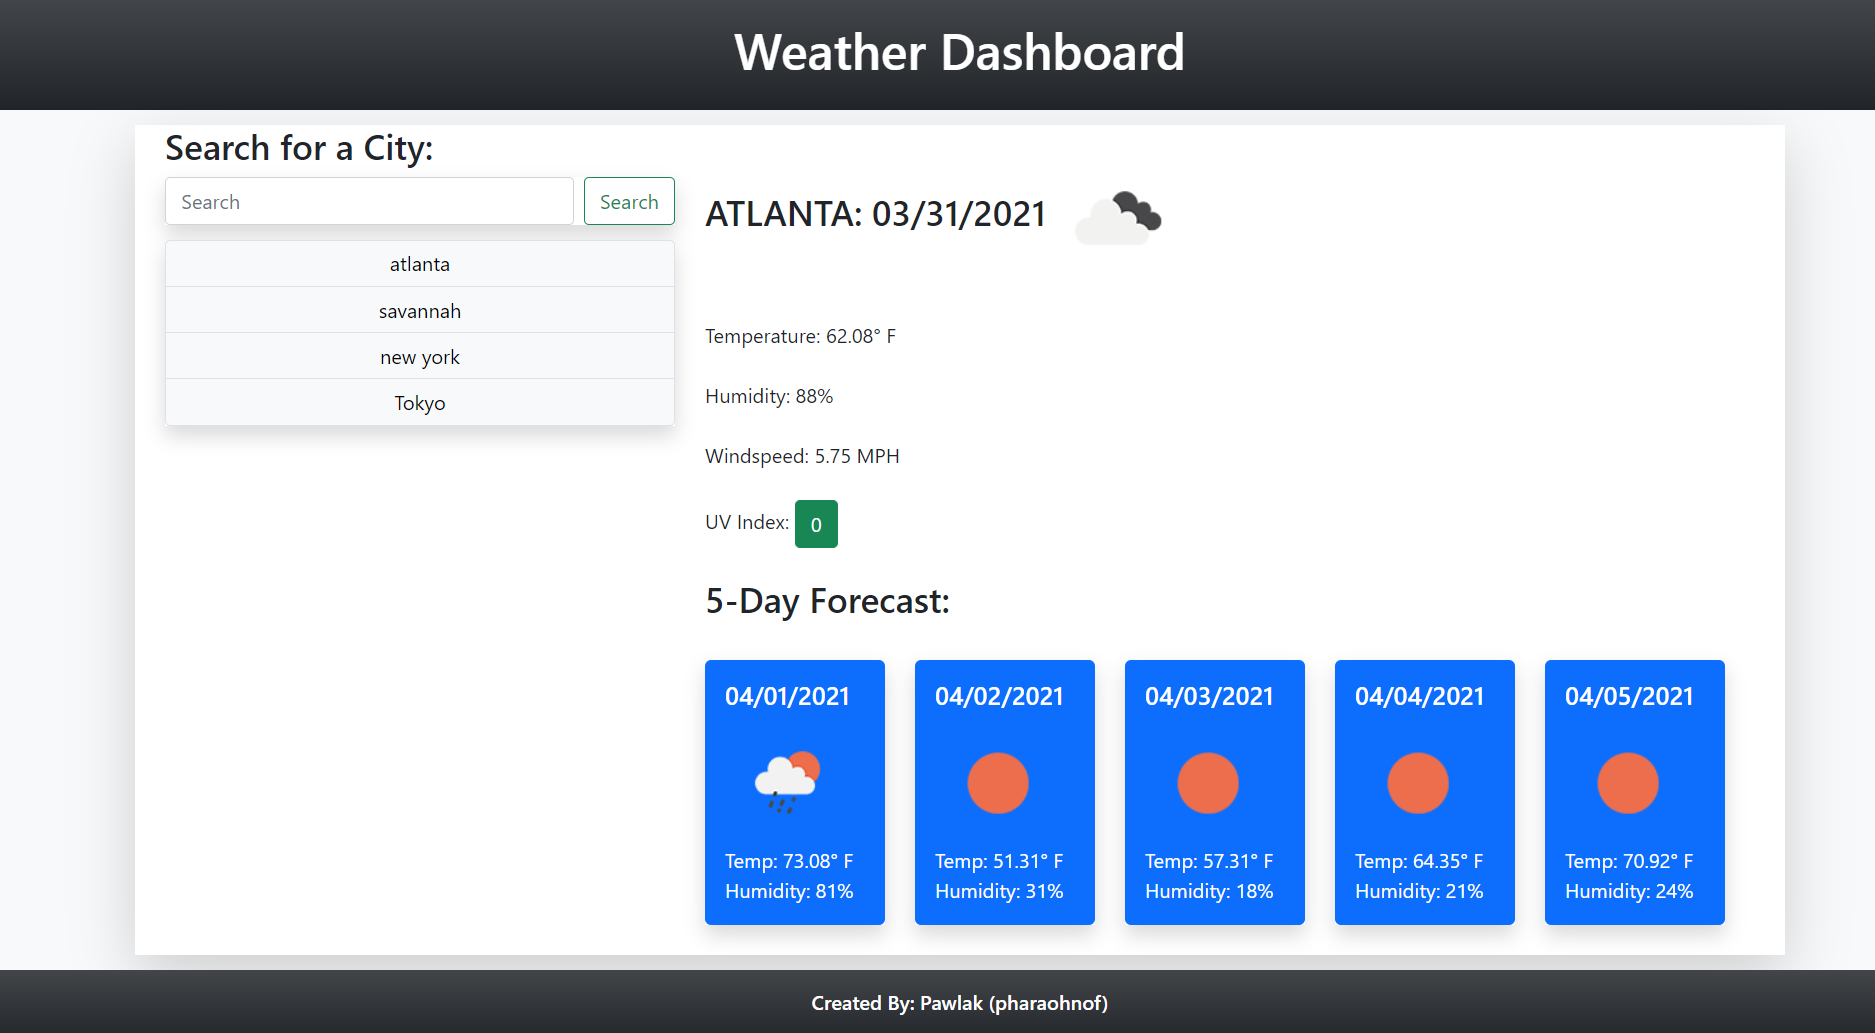 Weather Dashboard
Search for a City:
Search
Search
atlanta
savannah
new york
Tokyo
ATLANTA: 03/31/2021
Temperature: 62.08° F
Humidity: 88%
Windspeed: 5.75 MPH
UV Index: 0
5-Day Forecast:
04/01/2021
Temp: 73.08° F
Humidity: 81%
04/02/2021
Temp: 51.31° F
Humidity: 31%
04/03/2021
Temp: 57.31° F
Humidity: 18%
04/04/2021
Temp: 64.35° F
Humidity: 21%
04/05/2021
Temp: 70.92° F
Humidity: 24%
Created By: Pawlak (pharaohnof)